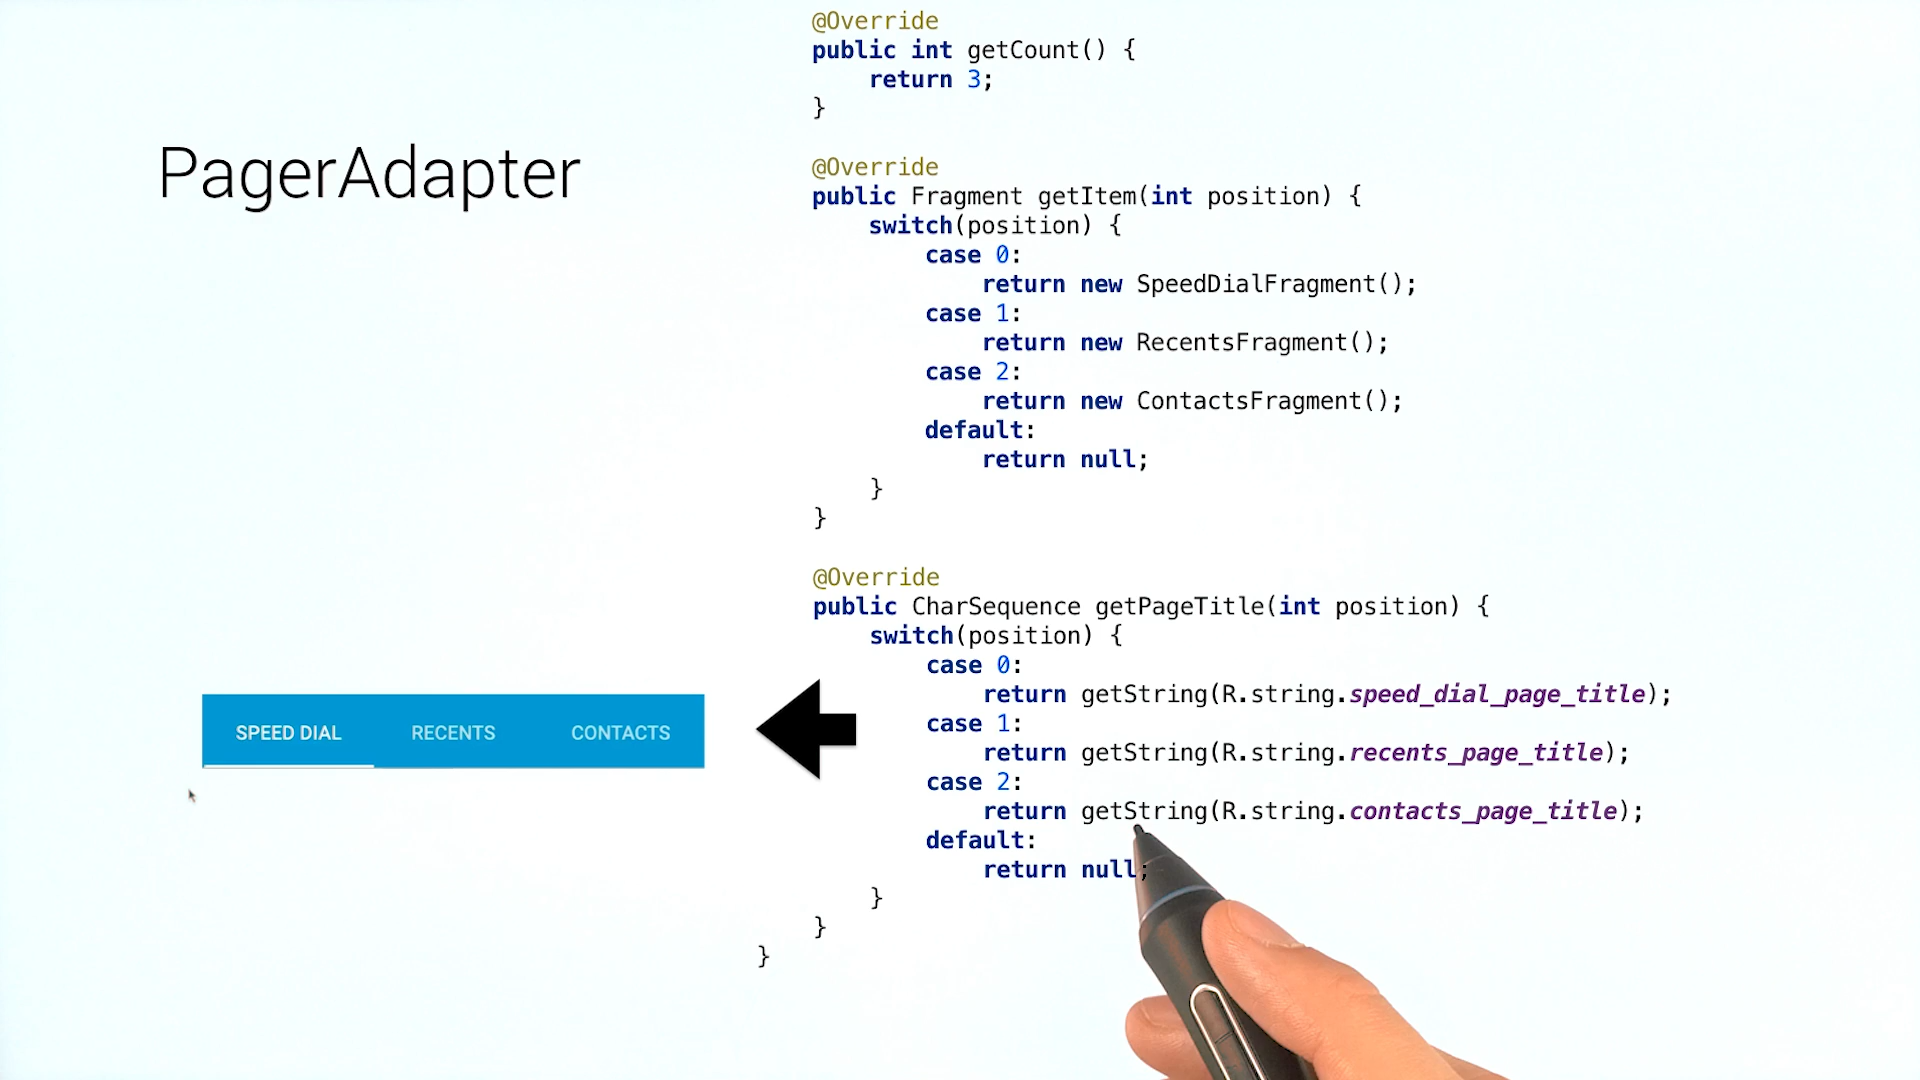 PagerAdapter
@Override
public int getCount() {
    return 3;
}
@Override
public Fragment getItem(int position) {
    switch(position) {
        case 0:
            return new SpeedDialFragment();
        case 1:
            return new RecentsFragment();
        case 2:
            return new ContactsFragment();
        default:
            return null;
    }
}
@Override
public CharSequence getPageTitle(int position) {
    switch(position) {
        case 0:
            return getString(R.string.speed_dial_page_title);
        case 1:
            return getString(R.string.recents_page_title);
        case 2:
            return getString(R.string.contacts_page_title);
        default:
            return null;
    }
}
}
SPEED DIAL RECENTS CONTACTS